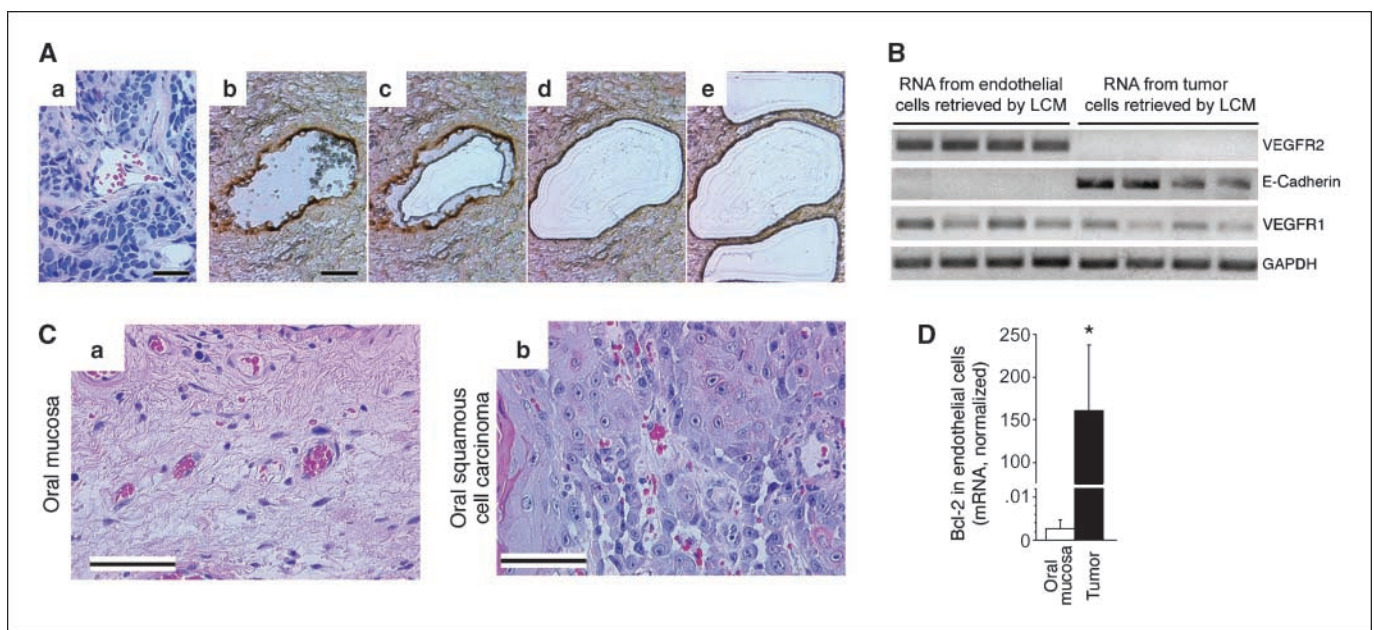 A
a
b
c
d
e
B
RNA from endothelial
cells retrieved by LCM
RNA from tumor
cells retrieved by LCM
VEGFR2
E-Cadherin
VEGFR1
GAPDH
C
Oral mucosa
a
Oral squamous
cell carcinoma
b
D
Bcl-2 in endothelial cells
(mRNA, normalized)
250
200
150
100
.01
0
*
Oral
mucosa
Tumor